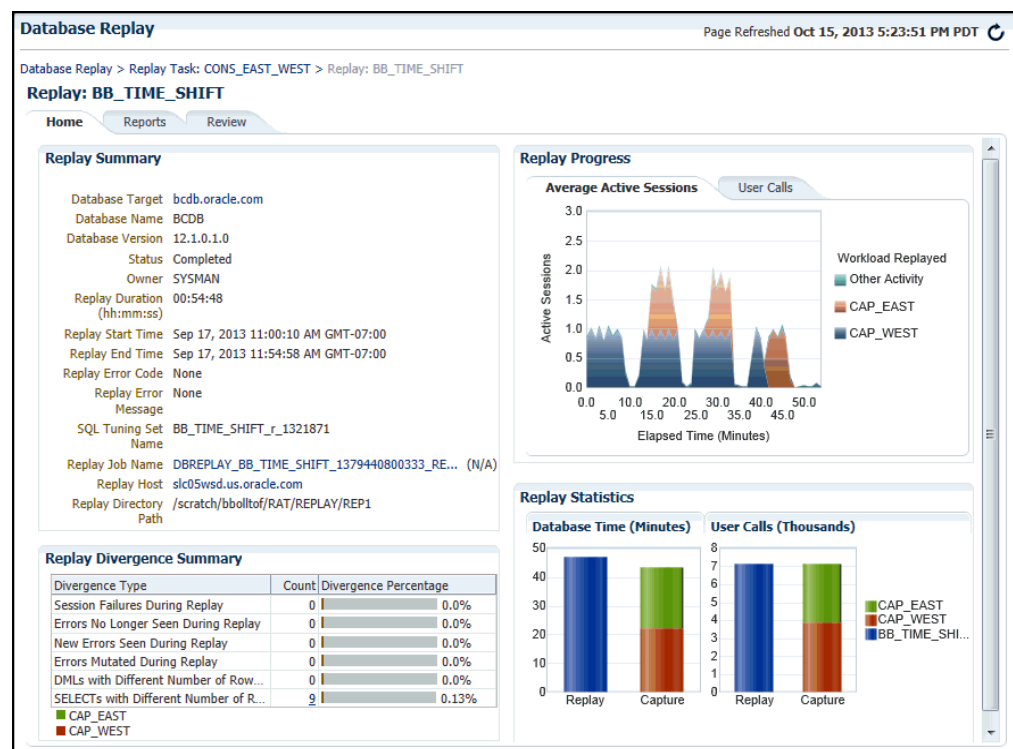 Database Replay
Page Refreshed Oct 15, 2013 5:23:51 PM PDT
Database Replay > Replay Task: CONS_EAST_WEST > Replay: BB_TIME_SHIFT
Replay: BB_TIME_SHIFT
Home Reports Review
Replay Summary
Database Target bcdb.oracle.com
Database Name BCDB
Database Version 12.1.0.1.0
Status Completed
Owner SYSMAN
Replay Duration 00:54:48
(hh:mm:ss)
Replay Start Time Sep 17, 2013 11:00:10 AM GMT-07:00
Replay End Time Sep 17, 2013 11:54:58 AM GMT-07:00
Replay Error Code None
Replay Error None
Message
SQL Tuning Set BB_TIME_SHIFT_r_1321871
Name
Replay Job Name DBREPLAY_BB_TIME_SHIFT_1379440800333_RE... (N/A)
Replay Host slc05wsd.us.oracle.com
Replay Directory /scratch/bbolltof/RAT/REPLAY/REP1
Path
Replay Divergence Summary
Divergence Type Count Divergence Percentage
Session Failures During Replay 0 0.0%
Errors No Longer Seen During Replay 0 0.0%
New Errors Seen During Replay 0 0.0%
Errors Mutated During Replay 0 0.0%
DMLs with Different Number of Row... 0 0.0%
SELECTs with Different Number of R... 9 0.13%
CAP_EAST
CAP_WEST
Replay Progress
Average Active Sessions User Calls
3.0
2.5
2.0
1.5
1.0
0.5
0.0
Active Sessions
0.0 10.0 20.0 30.0 40.0 50.0
5.0 15.0 25.0 35.0 45.0
Elapsed Time (Minutes)
Workload Replayed
Other Activity
CAP_EAST
CAP_WEST
Replay Statistics
Database Time (Minutes)
50
40
30
20
10
0
Replay Capture
User Calls (Thousands)
8
7
6
5
4
3
2
1
0
Replay Capture
CAP_EAST
CAP_WEST
BB_TIME_SHI...